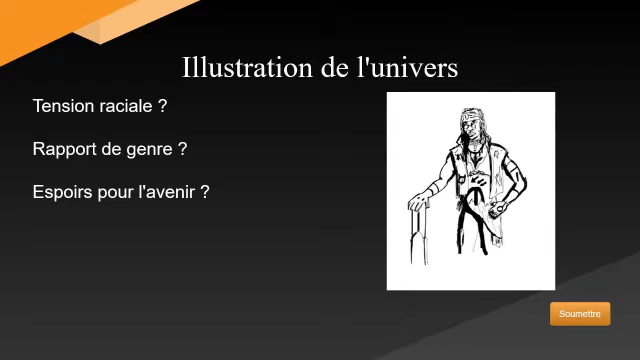 Illustration de l'univers
Tension raciale ?
Rapport de genre ?
Espoirs pour l'avenir ?
Soumettre